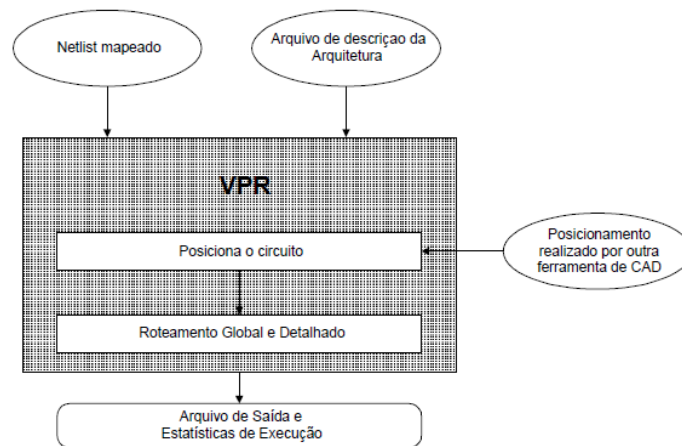 Netlist mapeado
Arquivo de descriçao da
Arquitetura
VPR
Posiciona o circuito
Posicionamento
realizado por outra
ferramenta de CAD
Roteamento Global e Detalhado
Arquivo de Saída e
Estatísticas de Execução